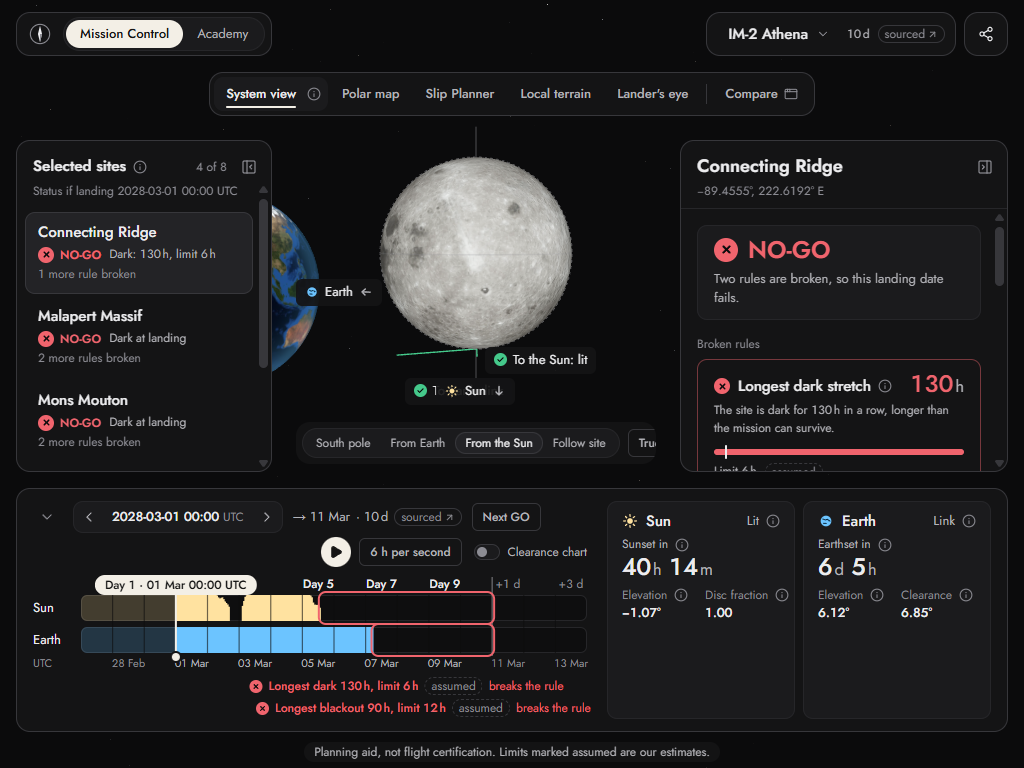 Mission Control
Academy
IM-2 Athena
10 d
sourced ↗
System view
Polar map
Slip Planner
Local terrain
Lander's eye
Compare
Selected sites
4 of 8
Status if landing 2028-03-01 00:00 UTC
Connecting Ridge
NO-GO Dark: 130 h, limit 6 h
1 more rule broken
Malapert Massif
NO-GO Dark at landing
2 more rules broken
Mons Mouton
NO-GO Dark at landing
2 more rules broken
Earth ←
To the Sun: lit
Sun ↓
South pole
From Earth
From the Sun
Follow site
Connecting Ridge
−89.4555°, 222.6192° E
NO-GO
Two rules are broken, so this landing date
fails.
Broken rules
Longest dark stretch
130 h
The site is dark for 130 h in a row, longer than
the mission can survive.
Limit 6 h assumed
2028-03-01 00:00 UTC
→ 11 Mar · 10 d sourced ↗
Next GO
6 h per second
Clearance chart
Day 1 · 01 Mar 00:00 UTC
Day 5
Day 7
Day 9
+1 d
+3 d
Sun
Earth
UTC
28 Feb
01 Mar
03 Mar
05 Mar
07 Mar
09 Mar
11 Mar
13 Mar
Longest dark 130 h, limit 6 h assumed breaks the rule
Longest blackout 90 h, limit 12 h assumed breaks the rule
Sun
Lit
Sunset in
40 h 14 m
Elevation
Disc fraction
−1.07°
1.00
Earth
Link
Earthset in
6 d 5 h
Elevation
Clearance
6.12°
6.85°
Planning aid, not flight certification. Limits marked assumed are our estimates.